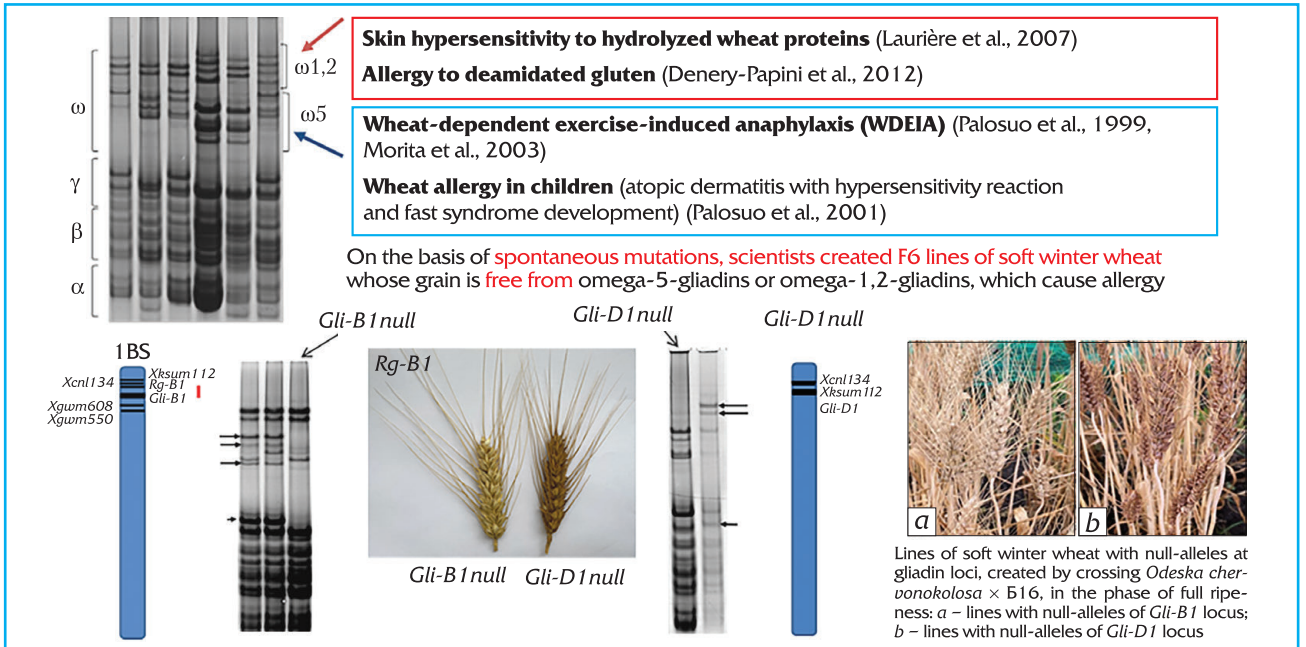 ω
γ
β
α
ω1,2
ω5
Skin hypersensitivity to hydrolyzed wheat proteins (Laurière et al., 2007)
Allergy to deamidated gluten (Denery-Papini et al., 2012)
Wheat-dependent exercise-induced anaphylaxis (WDEIA) (Palosuo et al., 1999,
Morita et al., 2003)
Wheat allergy in children (atopic dermatitis with hypersensitivity reaction
and fast syndrome development) (Palosuo et al., 2001)
On the basis of spontaneous mutations, scientists created F6 lines of soft winter wheat
whose grain is free from omega-5-gliadins or omega-1,2-gliadins, which cause allergy
1BS
Xcnl134
Xgwm608
Xgwm550
Xksum112
Rg-B1
Gli-B1
Gli-B1null
Rg-B1
Gli-B1null
Gli-D1null
Gli-D1null
Gli-D1null
Xcnl134
Xksum112
Gli-D1
a
b
Lines of soft winter wheat with null-alleles at
gliadin loci, created by crossing Odeska cher-
vonokolosa × Б16, in the phase of full ripe-
ness: a – lines with null-alleles of Gli-B1 locus;
b – lines with null-alleles of Gli-D1 locus